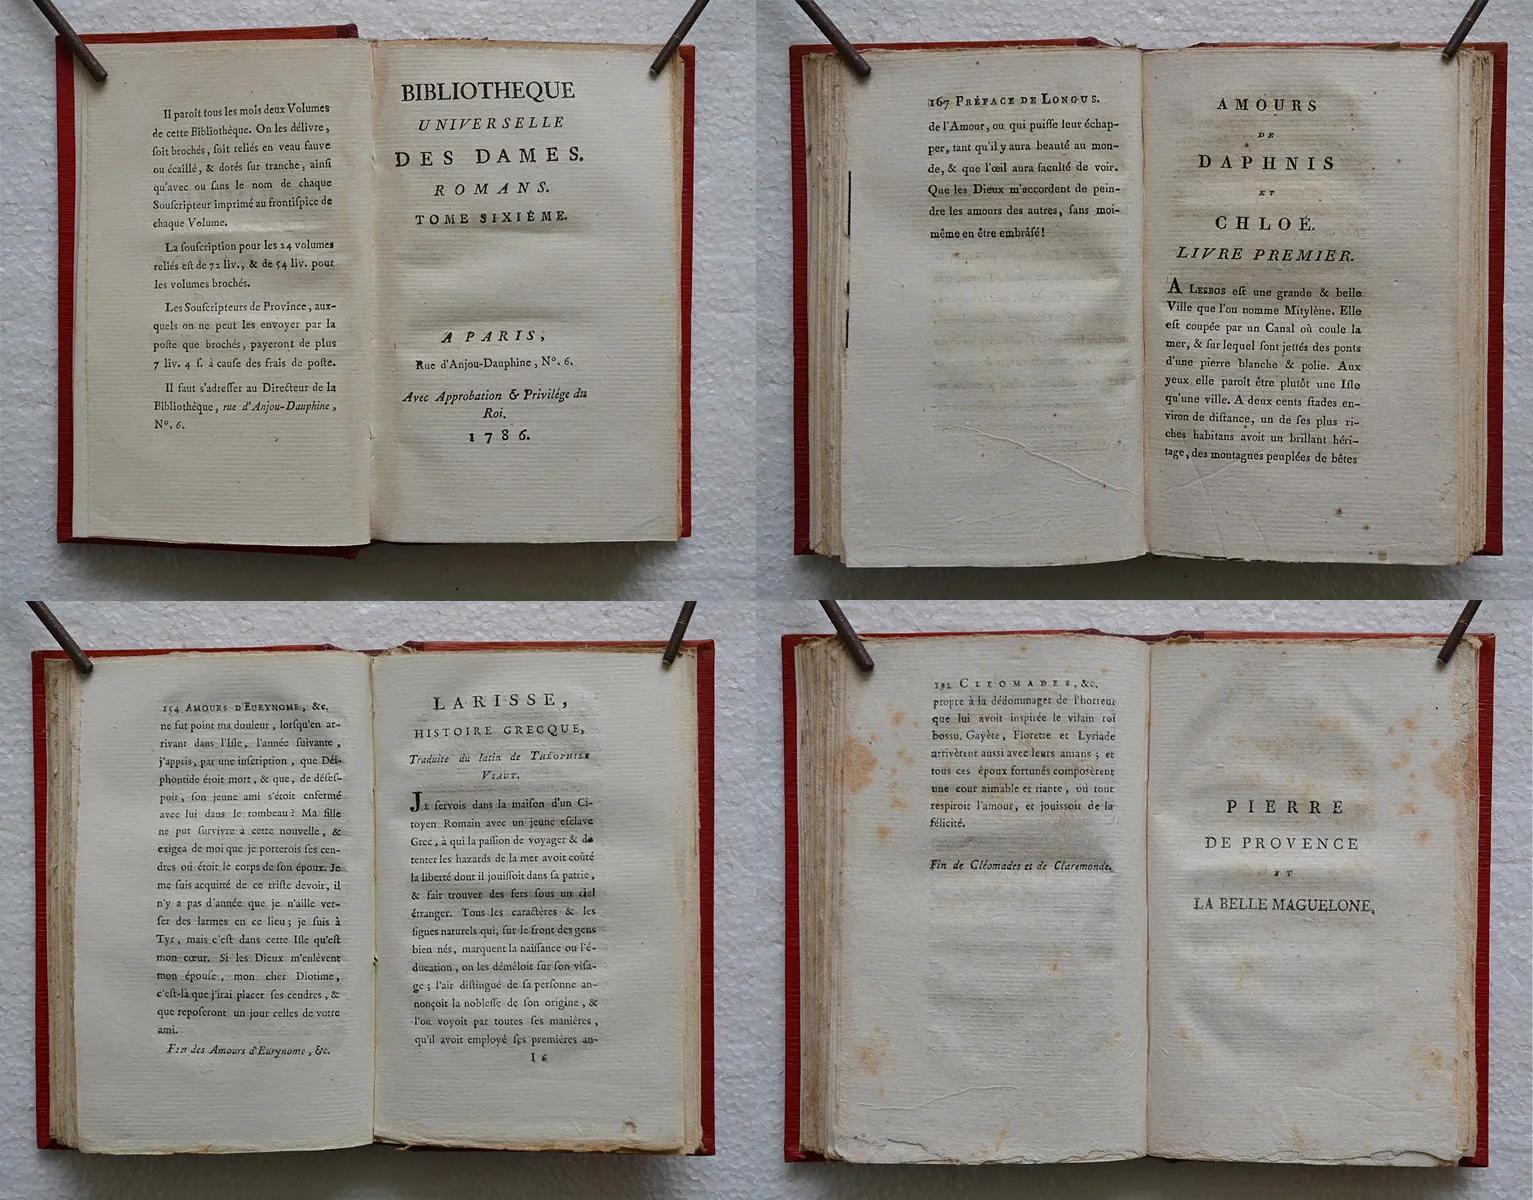 Il paroît tous les mois deux Volumes
de cette Bibliothèque. On les délivre,
ſoit brochés, ſoit reliés en veau fauve
ou écaillé, & dorés ſur tranche, ainſi
qu'avec ou ſans le nom de chaque
Souſcripteur imprimé au frontiſpice de
chaque Volume.
La ſouſcription pour les 24 volumes
reliés eſt de 72 liv., & de 54 liv. pour
les volumes brochés.
Les Souſcripteurs de Province, aux-
quels on ne peut les envoyer par la
poſte que brochés, payeront de plus
7 liv. 4 ſ. à cauſe des frais de poſte.
Il faut s'adreſſer au Directeur de la
Bibliothèque, rue d'Anjou-Dauphine,
N°. 6.
BIBLIOTHEQUE
UNIVERSELLE
DES DAMES.
ROMANS.
TOME SIXIÈME.
A PARIS,
Rue d'Anjou-Dauphine, N°. 6.
Avec Approbation & Privilége du
Roi.
1786.
167 PRÉFACE DE LONGUS.
de l'Amour, ou qui puiſſe leur échap-
per, tant qu'il y aura beauté au mon-
de, & que l'œil aura faculté de voir.
Que les Dieux m'accordent de pein-
dre les amours des autres, ſans moi-
même en être embrâſé!
AMOURS
DE
DAPHNIS
ET
CHLOÉ.
LIVRE PREMIER.
A LESBOS eſt une grande & belle
Ville que l'on nomme Mitylène. Elle
eſt coupée par un Canal où coule la
mer, & ſur lequel ſont jettés des ponts
d'une pierre blanche & polie. Aux
yeux elle paroît être plutôt une Iſle
qu'une ville. A deux cents ſtades en-
viron de diſtance, un de ſes plus ri-
ches habitans avoit un brillant héri-
tage, des montagnes peuplées de bêtes
154 AMOURS D'EURYNOME, &c.
ne fut point ma douleur, lorſqu'en ar-
rivant dans l'Iſle, l'année ſuivante,
j'appris, par une inſcription, que Déi-
phontide étoit mort, & que, de déſeſ-
poir, ſon jeune ami s'étoit enfermé
avec lui dans le tombeau? Ma fille
ne put ſurvivre à cette nouvelle, &
exigea de moi que je porterois ſes cen-
dres où étoit le corps de ſon époux. Je
me ſuis acquitté de ce triſte devoir, il
n'y a pas d'année que je n'aille ver-
ſer des larmes en ce lieu; je ſuis à
Tyr, mais c'eſt dans cette Iſle qu'eſt
mon cœur. Si les Dieux m'enlèvent
mon épouſe, mon cher Diotime,
c'eſt-là que j'irai placer ſes cendres, &
que repoſeront un jour celles de votre
ami.
Fin des Amours d'Eurynome, &c.
LARISSE,
HISTOIRE GRECQUE,
Traduite du latin de THÉOPHILE
VIAUT.
JE ſervois dans la maiſon d'un Ci-
toyen Romain avec un jeune eſclave
Grec, à qui la paſſion de voyager & de
tenter les hazards de la mer avoit coûté
la liberté dont il jouiſſoit dans ſa patrie,
& fait trouver des fers ſous un ciel
étranger. Tous les caractères & les
ſignes naturels qui, ſur le front des gens
bien nés, marquent la naiſſance ou l'é-
ducation, on les démêloit ſur ſon viſa-
ge; l'air diſtingué de ſa perſonne an-
nonçoit la nobleſſe de ſon origine, &
l'on voyoit par toutes ſes manières,
qu'il avoit employé ſes premières an-
I 6
192 CLÉOMADES, &c.
propre à la dédommager de l'horreur
que lui avoit inspirée le vilain roi
bossu. Gayète, Florette et Lyriade
arrivèrent aussi avec leurs amans; et
tous ces époux fortunés composèrent
une cour aimable et riante, où tout
respiroit l'amour, et jouissoit de la
félicité.
Fin de Cléomades et de Claremonde.
PIERRE
DE PROVENCE
ET
LA BELLE MAGUELONE,